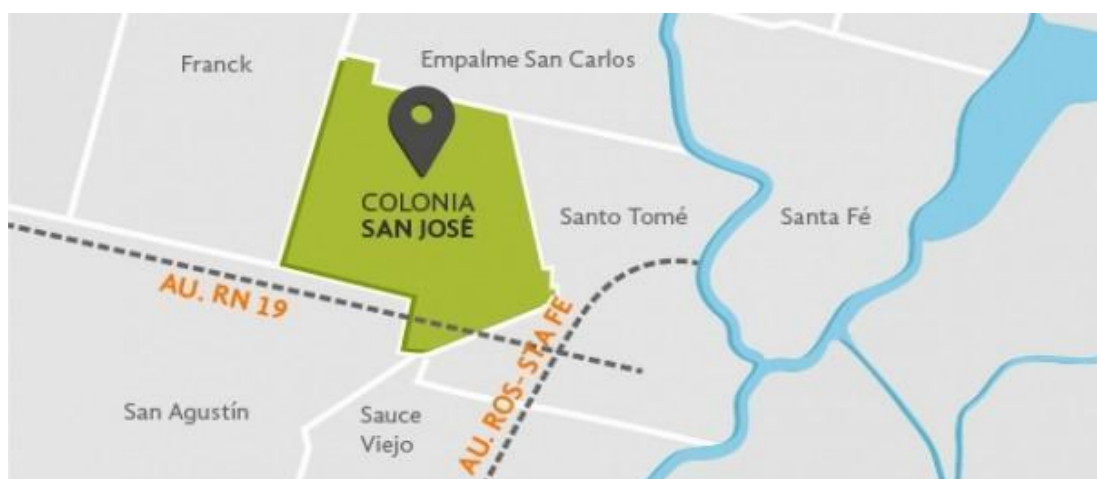 Franck
Empalme San Carlos
COLONIA
SAN JOSÉ
Santo Tomé
Santa Fé
AU. RN 19
AU. ROS- STA FE
San Agustín
Sauce
Viejo